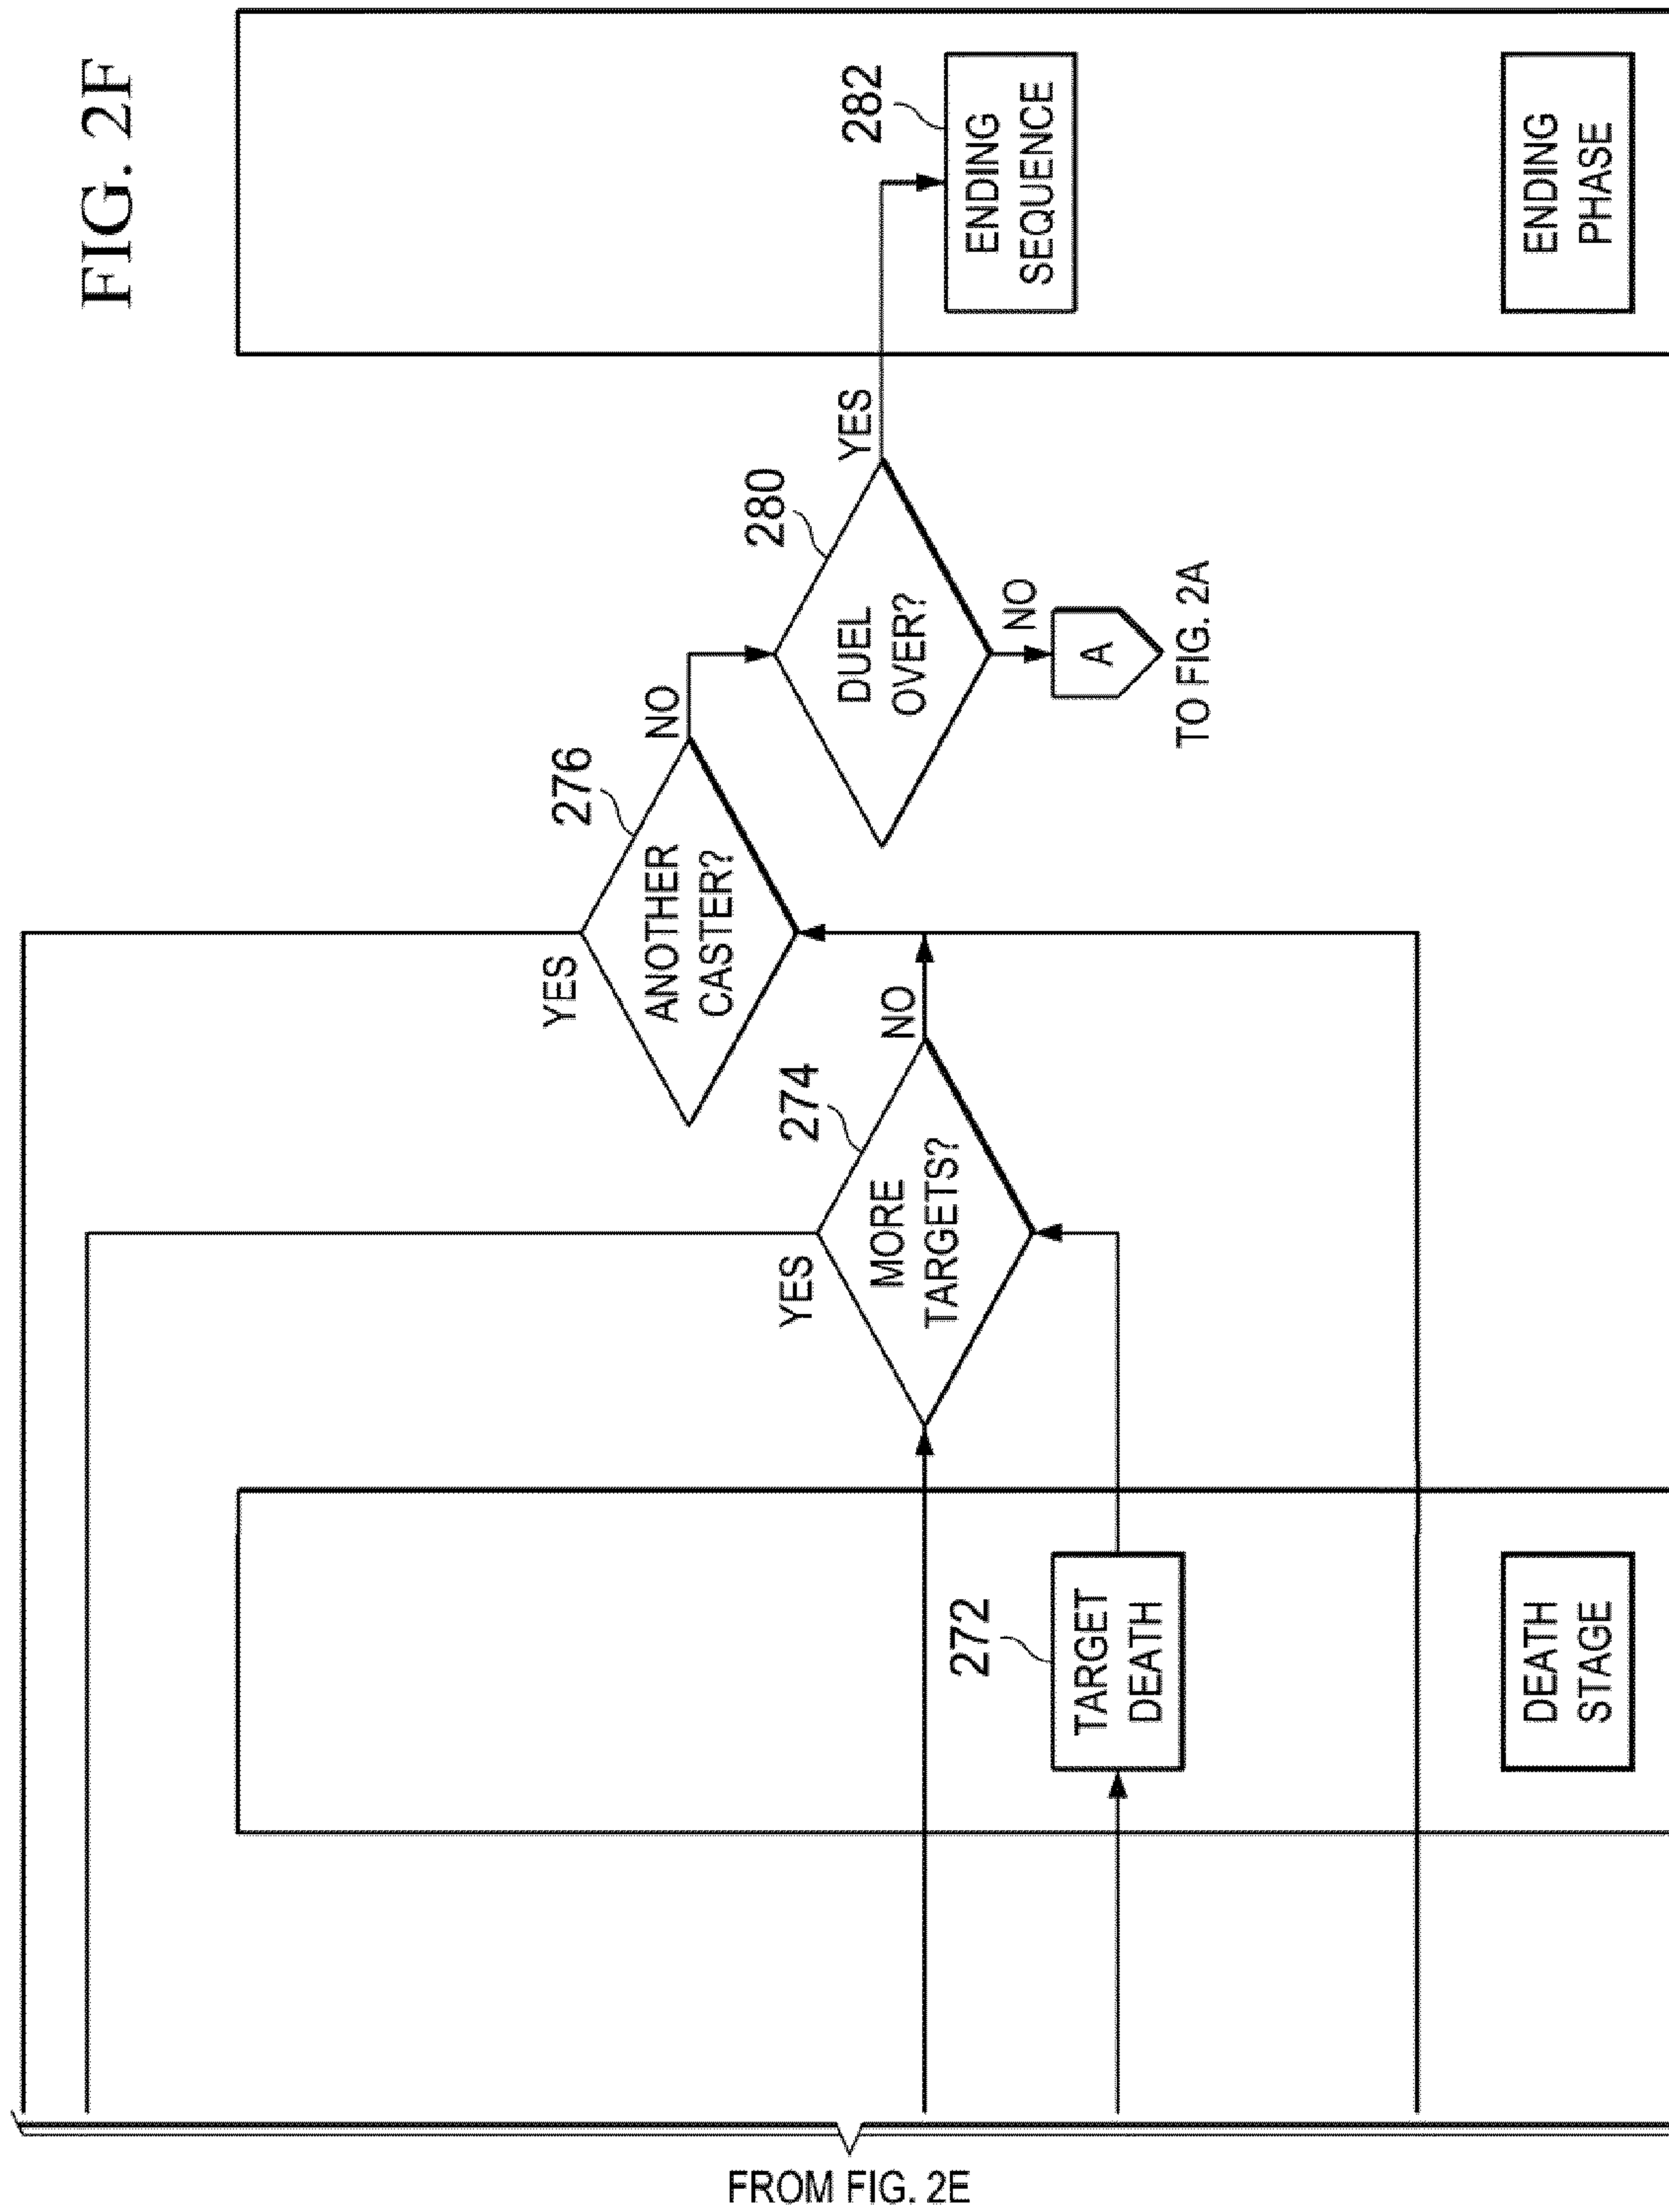 FIG. 2F
FROM FIG. 2E
272
TARGET
DEATH
DEATH
STAGE
274
MORE
TARGETS?
YES
NO
276
ANOTHER
CASTER?
YES
NO
280
DUEL
OVER?
YES
NO
A
TO FIG. 2A
282
ENDING
SEQUENCE
ENDING
PHASE